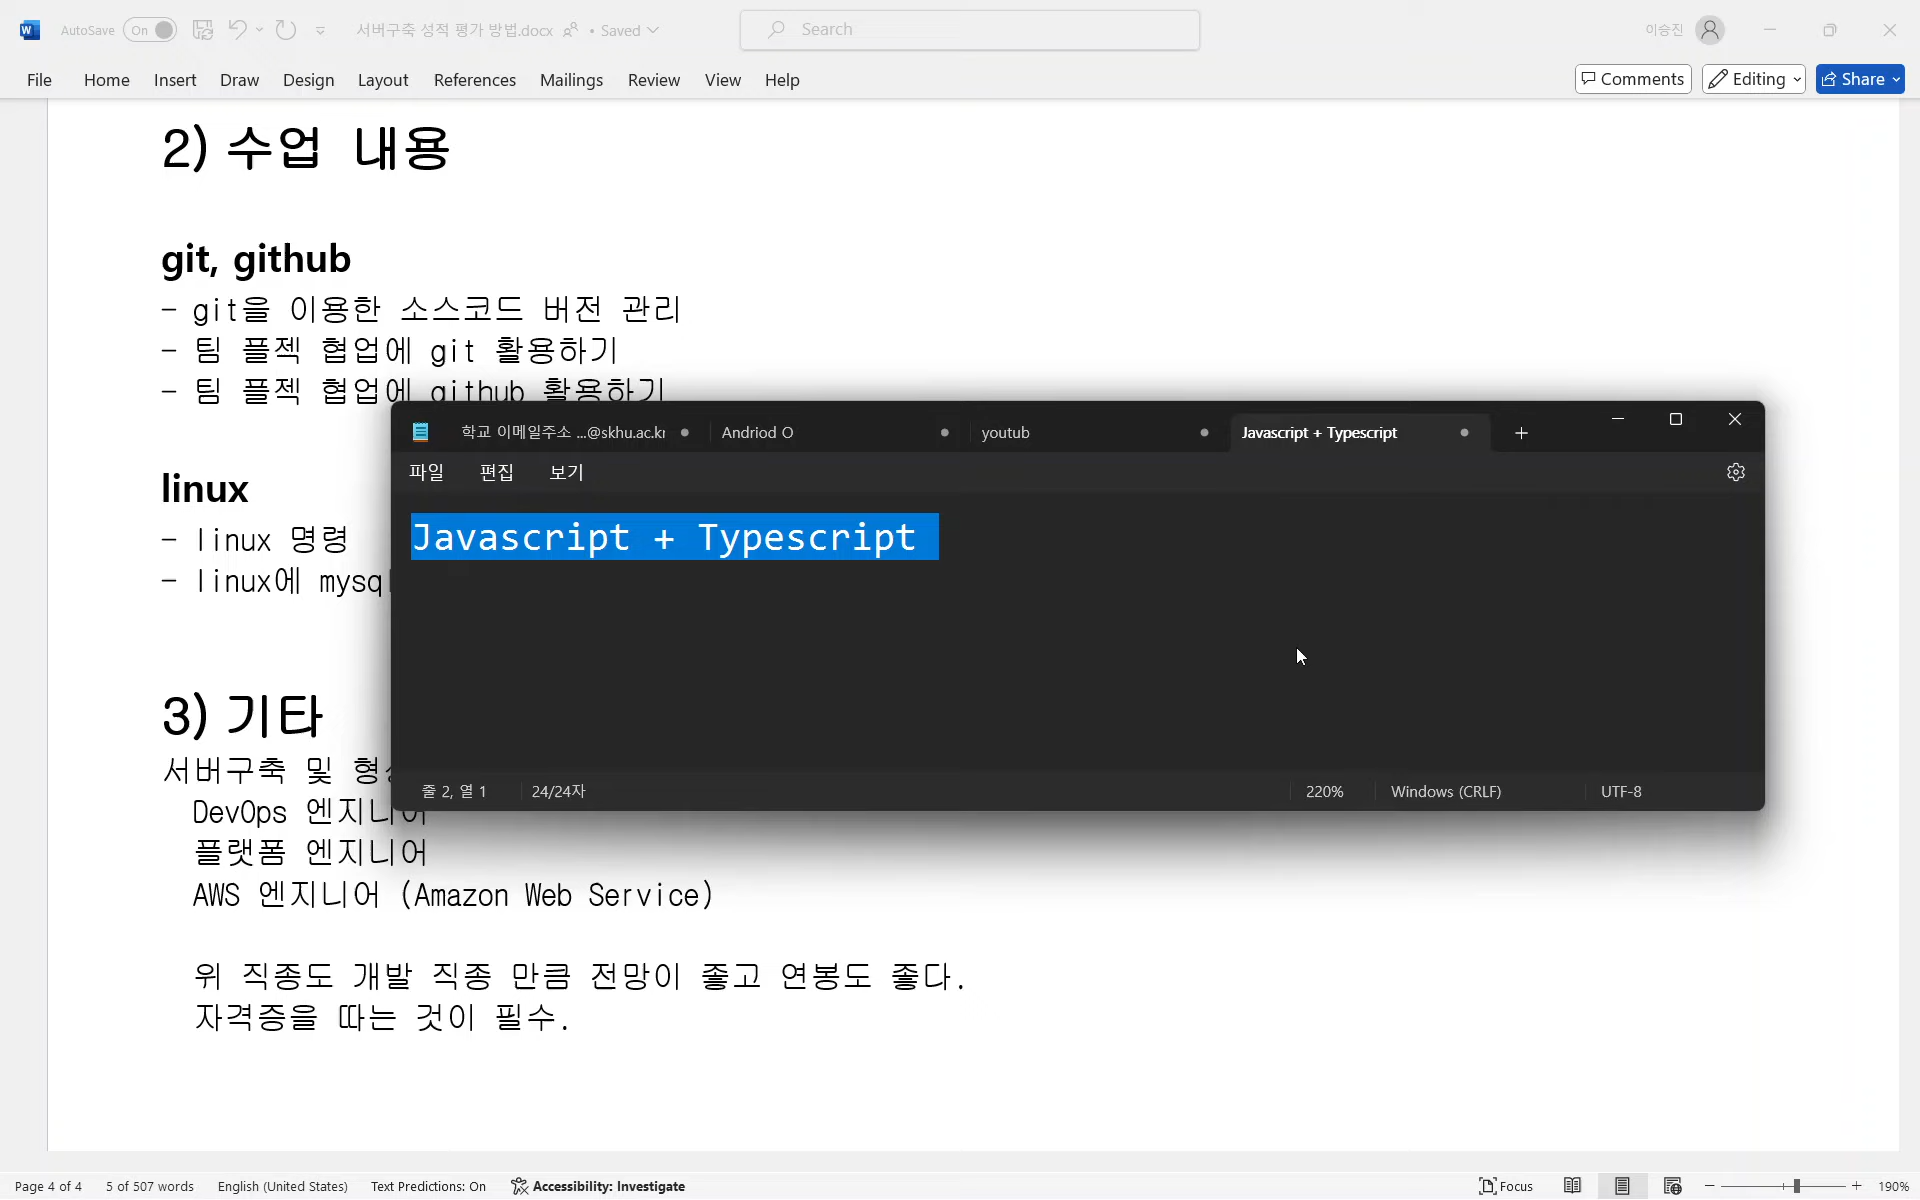 AutoSave On 서버구축 성적 평가 방법.docx • Saved Search 이승진
File Home Insert Draw Design Layout References Mailings Review View Help Comments Editing Share
2) 수업 내용
git, github
- git을 이용한 소스코드 버전 관리
- 팀 플젝 협업에 git 활용하기
- 팀 플젝 협업에 github 활용하기
linux
- linux 명령
- linux에 mysql
3) 기타
서버구축 및
DevOps 엔지니어
플랫폼 엔지니어
AWS 엔지니어 (Amazon Web Service)
위 직종도 개발 직종 만큼 전망이 좋고 연봉도 좋다.
자격증을 따는 것이 필수.
학교 이메일주소 ...@skhu.ac.kr Andriod O youtub Javascript + Typescript
파일 편집 보기
Javascript + Typescript
줄 2, 열 1 24/24자 220% Windows (CRLF) UTF-8
Page 4 of 4 5 of 507 words English (United States) Text Predictions: On Accessibility: Investigate Focus 190%